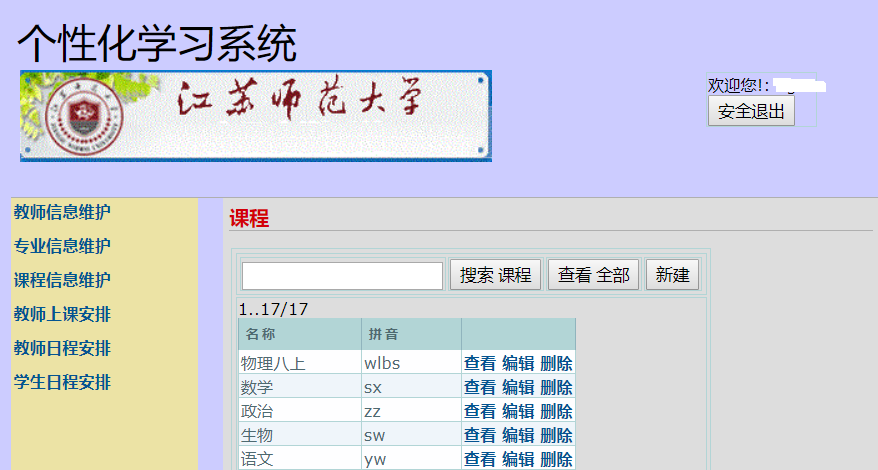 个性化学习系统
江苏师范大学
欢迎您!:
安全退出
教师信息维护
专业信息维护
课程信息维护
教师上课安排
教师日程安排
学生日程安排
课程
搜索 课程 查看 全部 新建
1..17/17
名称 拼音
物理八上 wlbs 查看 编辑 删除
数学 sx 查看 编辑 删除
政治 zz 查看 编辑 删除
生物 sw 查看 编辑 删除
语文 yw 查看 编辑 删除